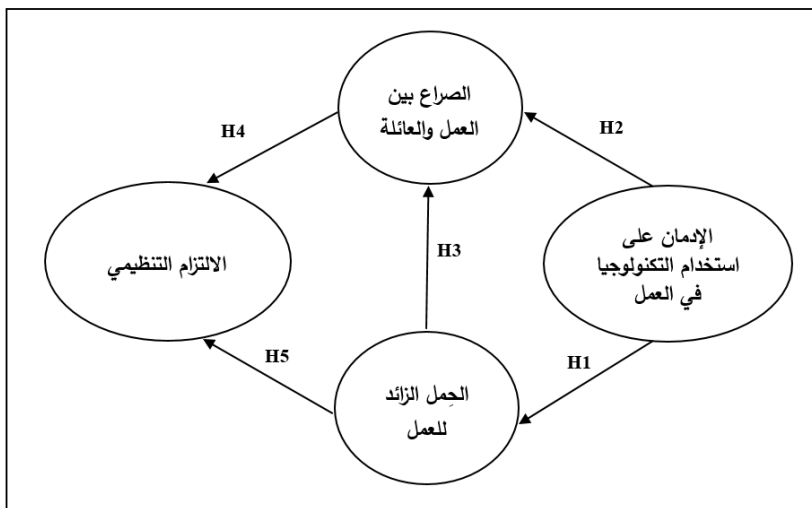 الصراع بين
العمل والعائلة
H2
H4
الإدمان على
استخدام التكنولوجيا
في العمل
H3
الالتزام التنظيمي
H1
H5
الحِمل الزائد
للعمل